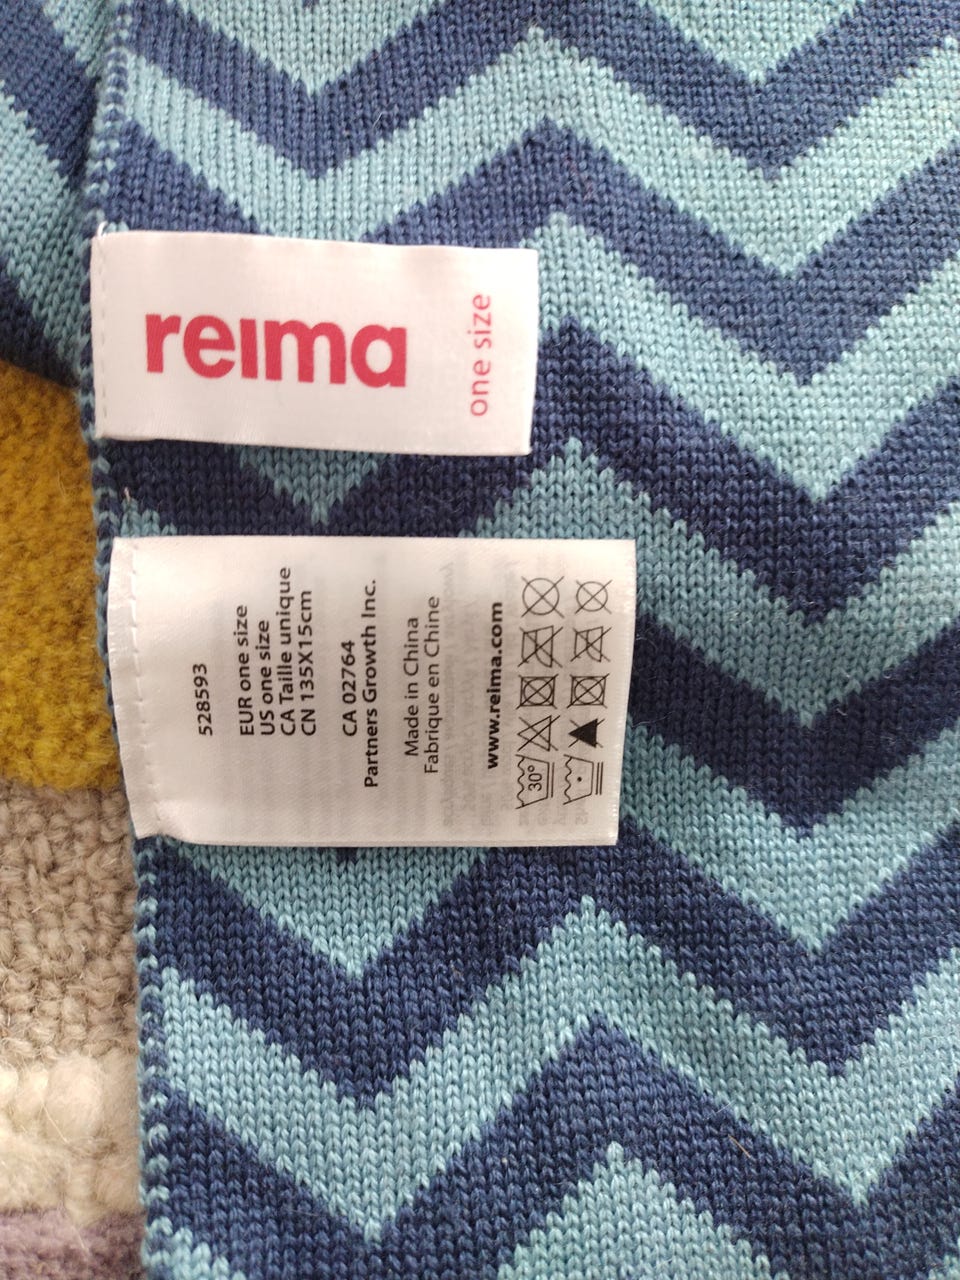 reima
one size
528593
EUR one size
US one size
CA Taille unique
CN 135X15cm
CA 02764
Partners Growth Inc.
Made in China
Fabrique en Chine
www.reima.com
30°